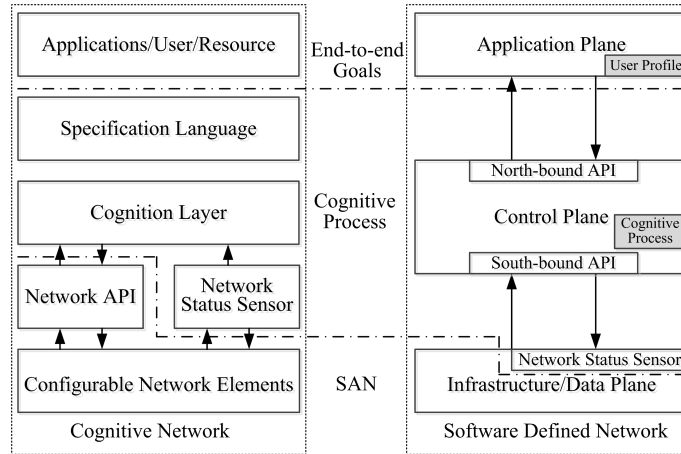 Applications/User/Resource
End-to-end
Goals
Application Plane
User Profile
Specification Language
Cognition Layer
Cognitive
Process
North-bound API
Control Plane
Cognitive
Process
South-bound API
Network API
Network
Status Sensor
Network Status Sensor
Configurable Network Elements
SAN
Infrastructure/Data Plane
Cognitive Network
Software Defined Network